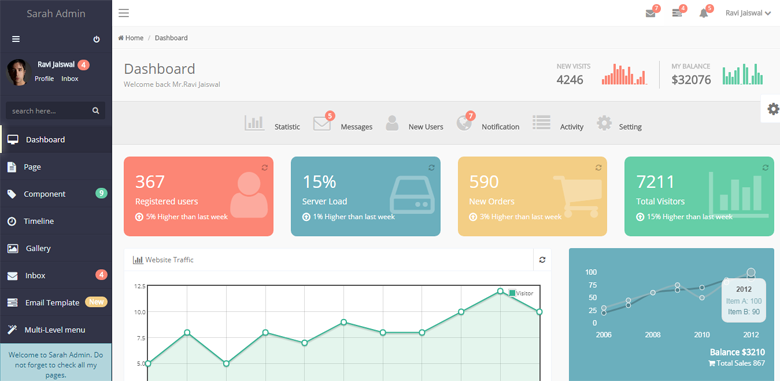 Sarah Admin
Ravi Jaiswal 4
Profile Inbox
search here...
Dashboard
Page
Component 9
Timeline
Gallery
Inbox 4
Email Template New
Multi-Level menu
Welcome to Sarah Admin. Do
not forget to check all my
pages.
7 4 5 Ravi Jaiswal
Home / Dashboard
Dashboard
Welcome back Mr.Ravi Jaiswal
NEW VISITS
4246
MY BALANCE
$32076
Statistic
5 Messages
New Users
7 Notification
Activity
Setting
367
Registered users
5% Higher than last week
15%
Server Load
1% Higher than last week
590
New Orders
3% Higher than last week
7211
Total Visitors
15% Higher than last week
Website Traffic
Visitor
12.5
10.0
7.5
5.0
100
75
50
25
0
2006 2008 2010 2012
2012
Item A: 100
Item B: 90
Balance $3210
Total Sales 867